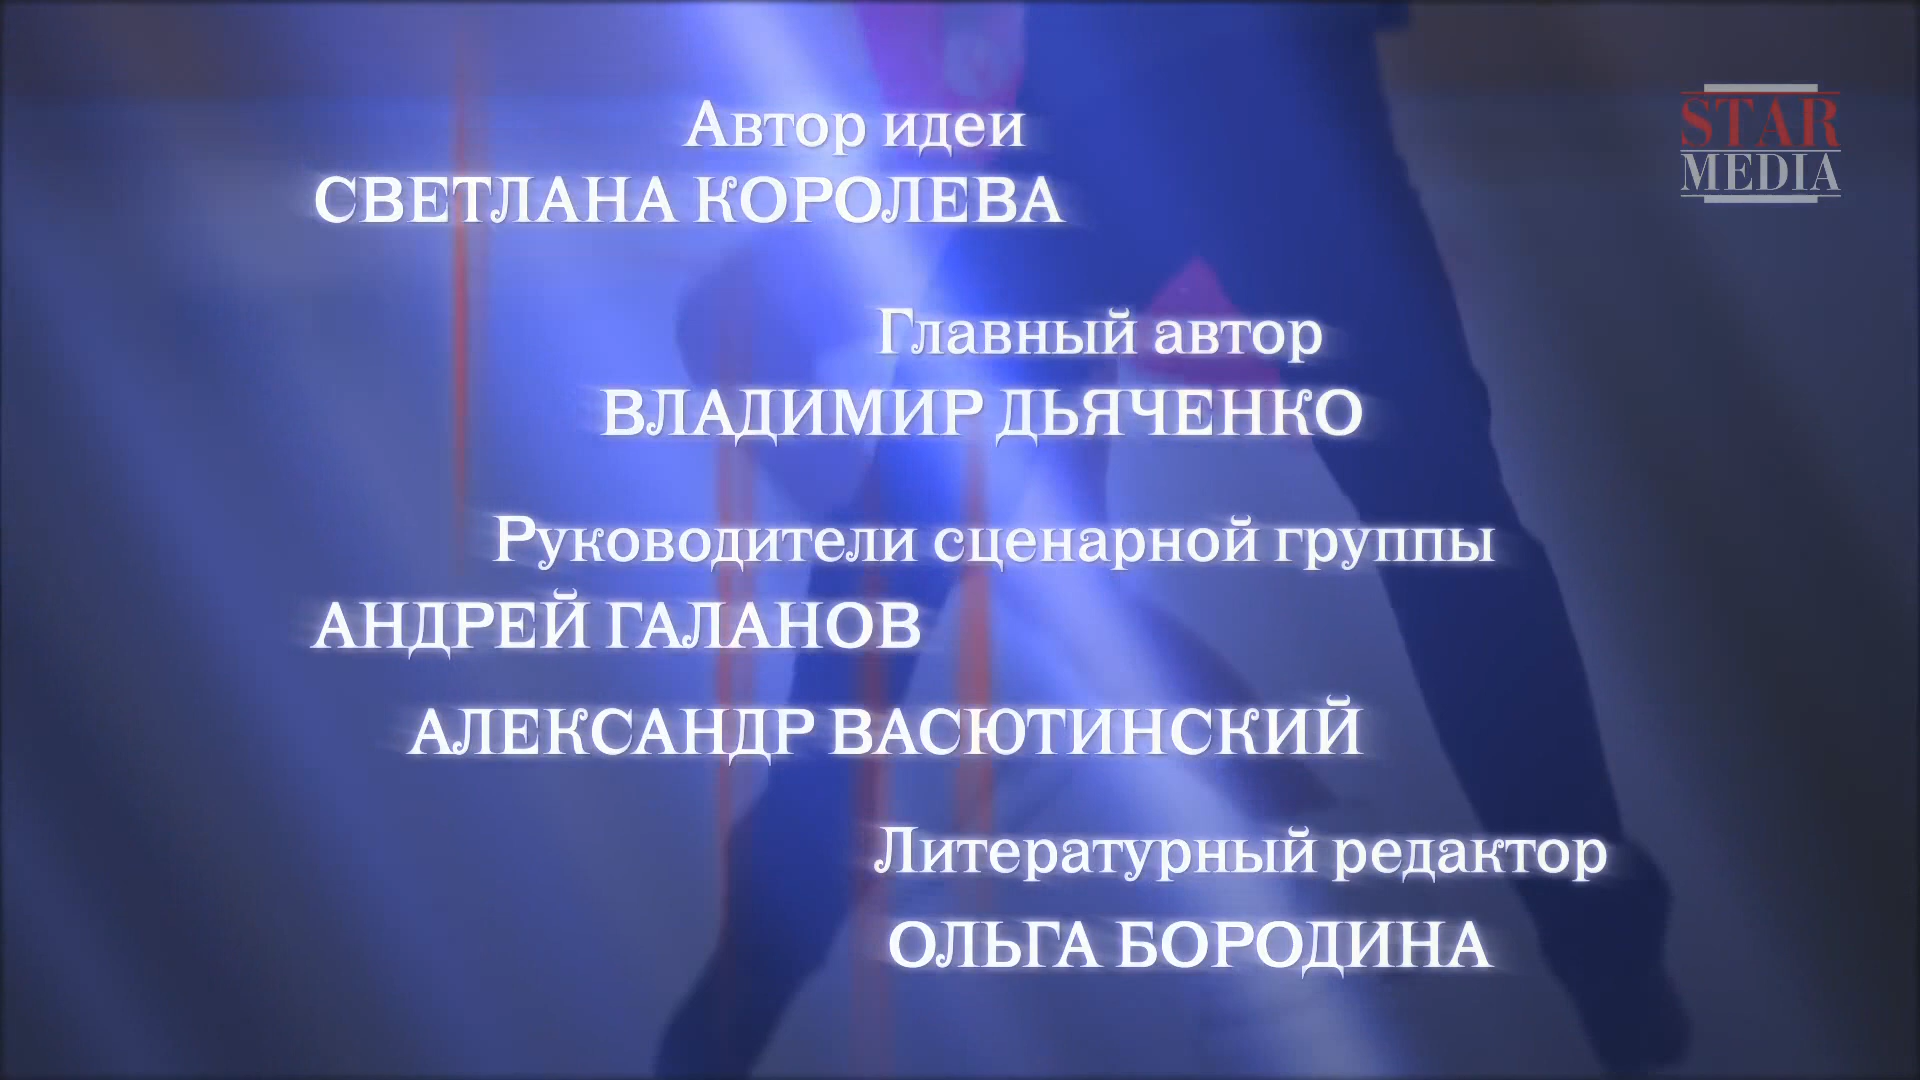 Автор идеи
СВЕТЛАНА КОРОЛЕВА
Главный автор
ВЛАДИМИР ДЬЯЧЕНКО
Руководители сценарной группы
АНДРЕЙ ГАЛАНОВ
АЛЕКСАНДР ВАСЮТИНСКИЙ
Литературный редактор
ОЛЬГА БОРОДИНА
STAR
MEDIA